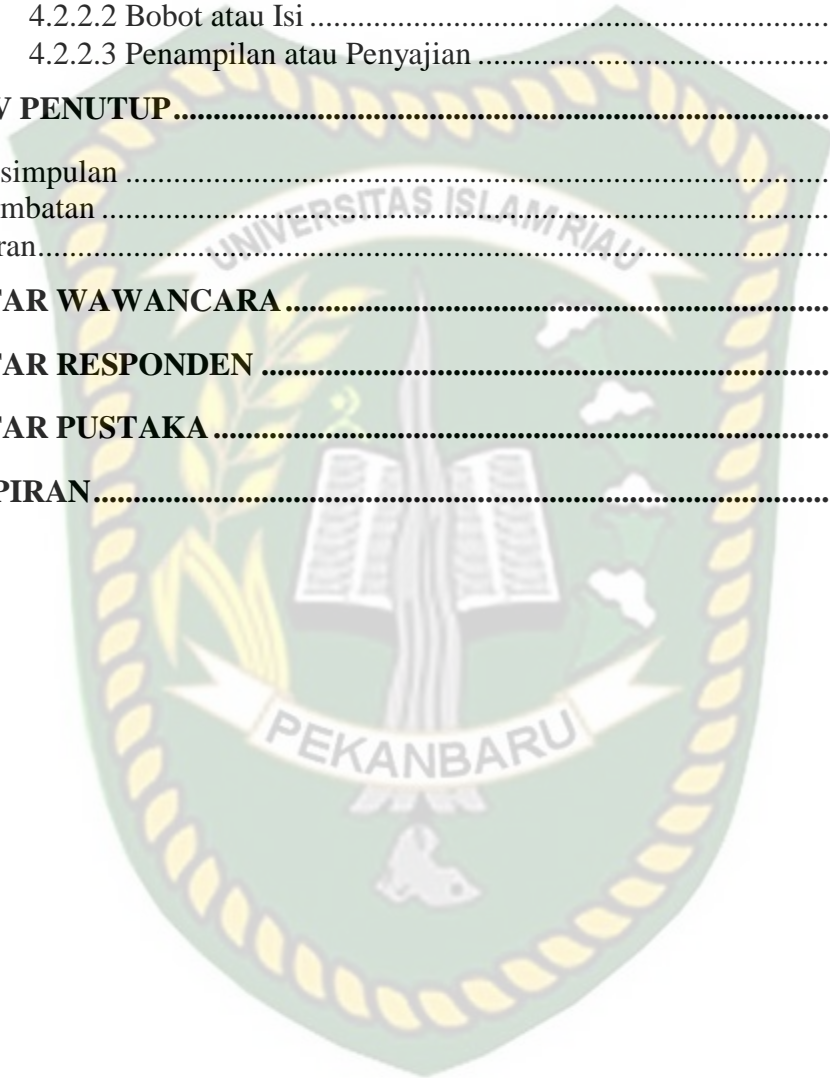 4.2.2.2 Bobot atau Isi ................................................................
4.2.2.3 Penampilan atau Penyajian ...........................................
V PENUTUP................................................................................
simpulan ........................................................................................
mbatan ...........................................................................................
ran...................................................................................................
UNIVERSITAS ISLAM RIAU
TAR WAWANCARA....................................................................
TAR RESPONDEN .......................................................................
TAR PUSTAKA .............................................................................
PIRAN............................................................................................
PEKANBARU